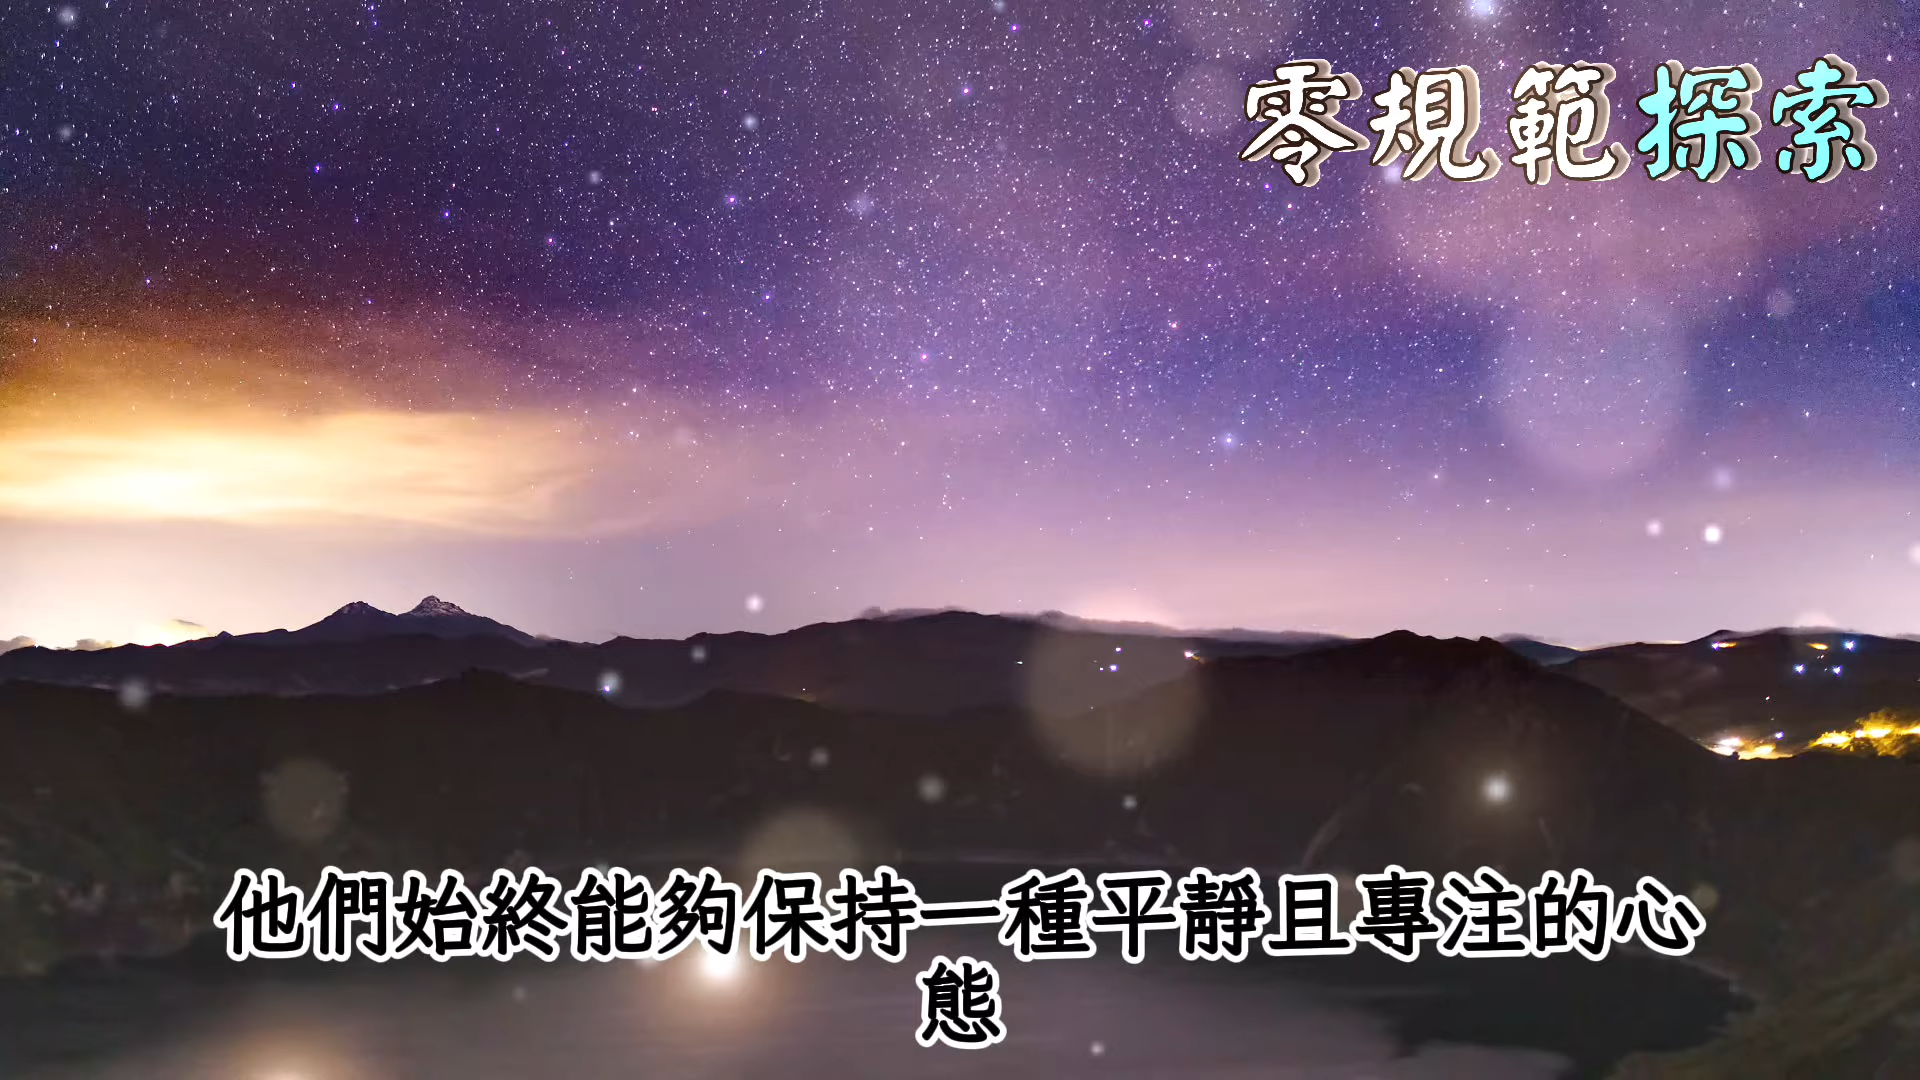 零規範探索
他們始終能夠保持一種平靜且專注的心
態